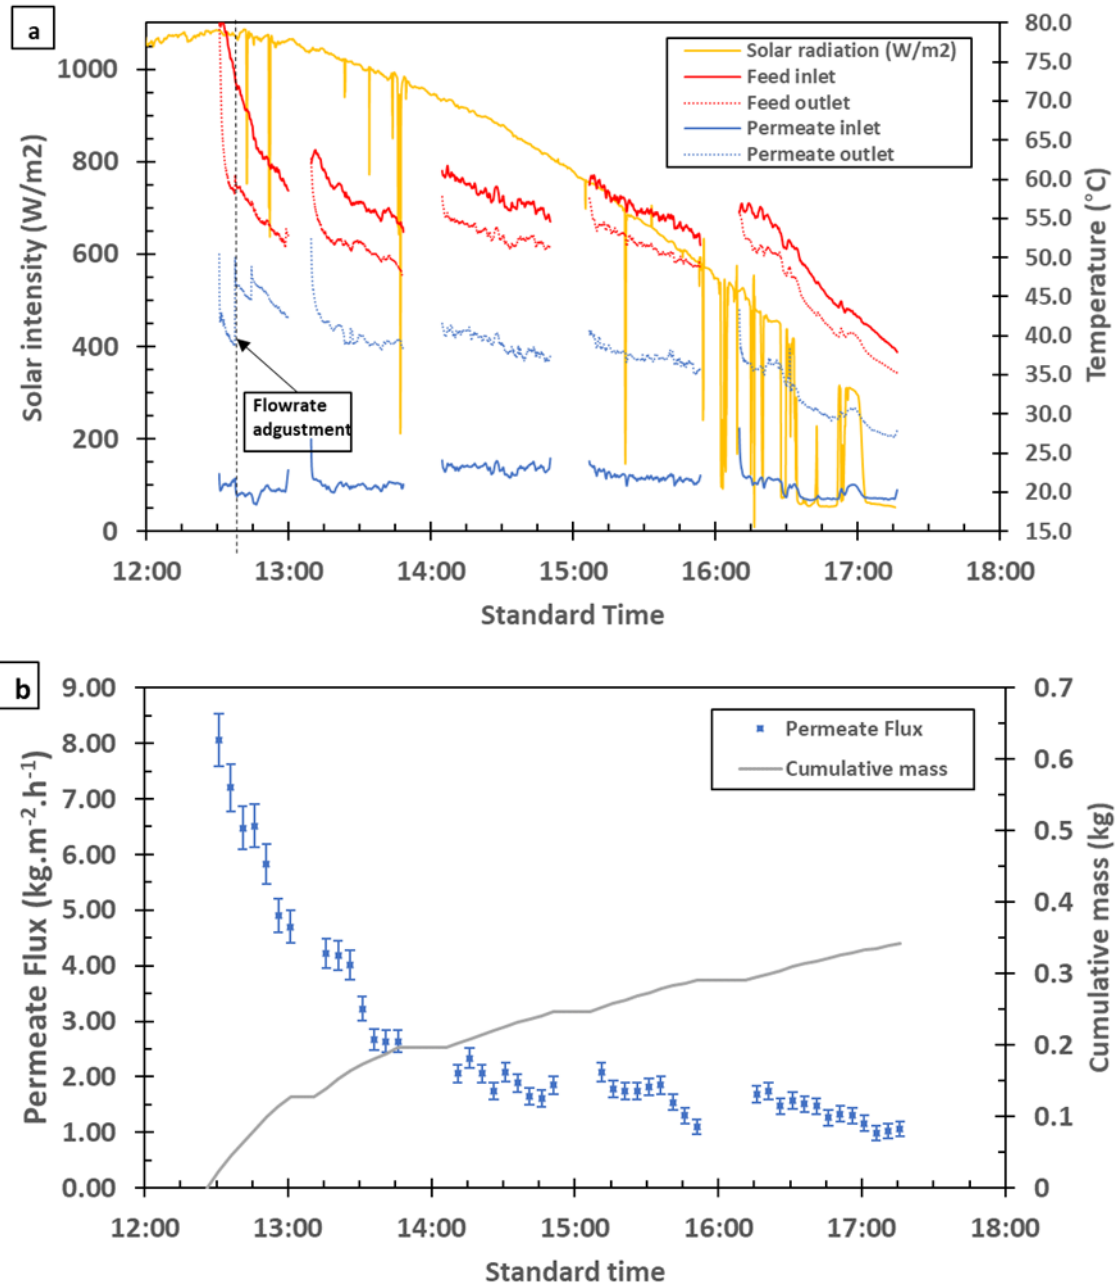 a
Solar intensity (W/m2)
1000
800
600
400
200
0
80.0
75.0
70.0
65.0
60.0
55.0
50.0
45.0
40.0
35.0
30.0
25.0
20.0
15.0
Temperature (°C)
Solar radiation (W/m2)
Feed inlet
Feed outlet
Permeate inlet
Permeate outlet
Flowrate
adgustment
12:00 13:00 14:00 15:00 16:00 17:00 18:00
Standard Time
b
Permeate Flux (kg.m⁻².h⁻¹)
9.00
8.00
7.00
6.00
5.00
4.00
3.00
2.00
1.00
0.00
0.7
0.6
0.5
0.4
0.3
0.2
0.1
0
Cumulative mass (kg)
Permeate Flux
Cumulative mass
12:00 13:00 14:00 15:00 16:00 17:00 18:00
Standard time